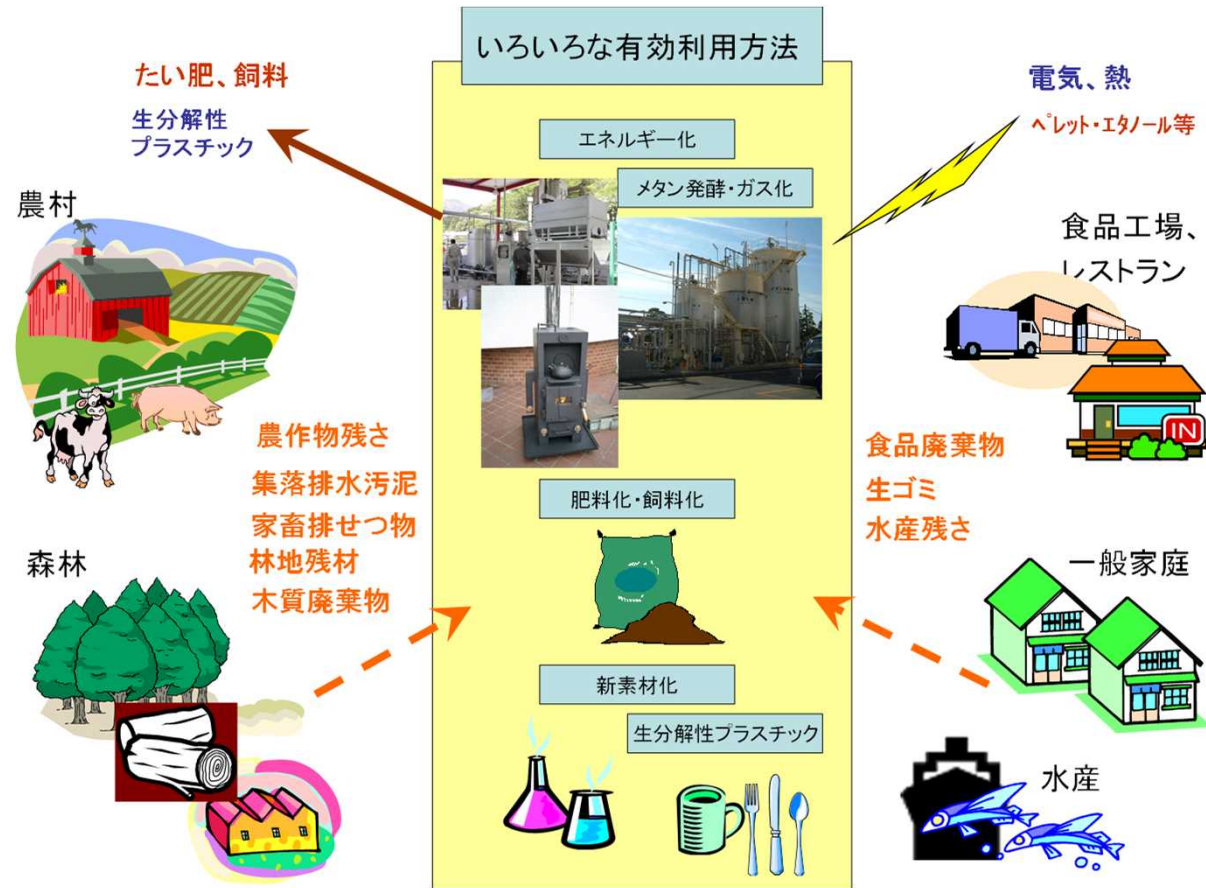 いろいろな有効利用方法
たい肥、飼料
生分解性
プラスチック
農村
農作物残さ
集落排水汚泥
家畜排せつ物
林地残材
木質廃棄物
森林
エネルギー化
メタン発酵・ガス化
肥料化・飼料化
新素材化
生分解性プラスチック
電気、熱
ペレット・エタノール等
食品工場、
レストラン
IN
食品廃棄物
生ゴミ
水産残さ
一般家庭
水産